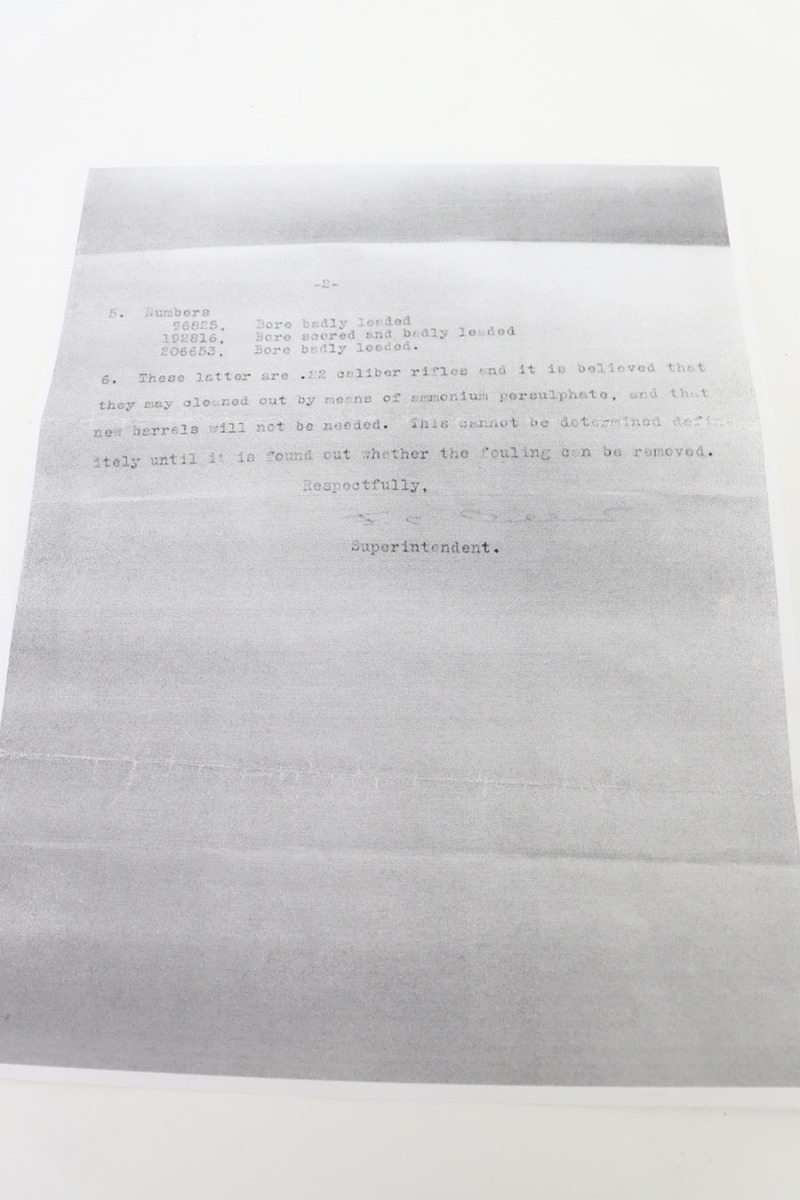 -2-
5. Numbers
96825, Bore badly leaded
192816, Bore scored and badly leaded
206653, Bore badly leaded.
6. These latter are .22 caliber rifles and it is believed that
they may cleaned out by means of ammonium persulphate, and that
new barrels will not be needed. This cannot be determined defin-
itely until it is found out whether the fouling can be removed.
Respectfully,
Superintendent.